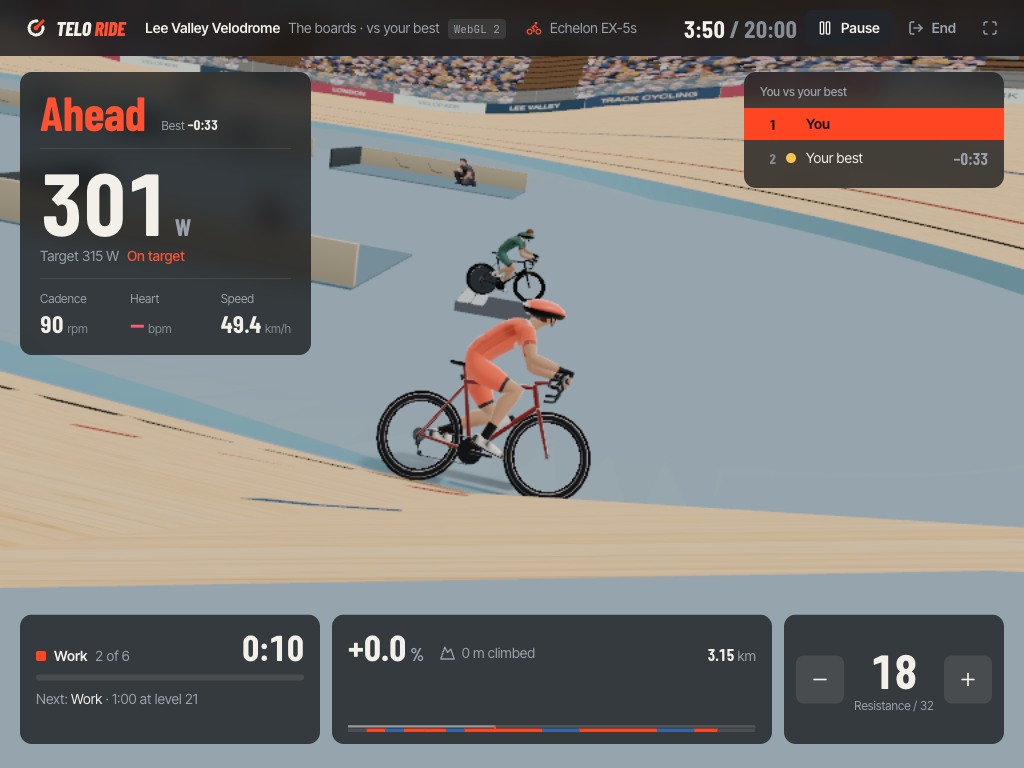 TELO RIDE
Lee Valley Velodrome The boards · vs your best WebGL 2
Echelon EX-5s
3:50 / 20:00
Pause
End
LONDON
VELOPARK
LEE VALLEY
TRACK CYCLING
Ahead Best −0:33
301 W
Target 315 W On target
Cadence Heart Speed
90 rpm – bpm 49.4 km/h
You vs your best
1 You
2 Your best −0:33
Work 2 of 6 0:10
Next: Work · 1:00 at level 21
+0.0 % 0 m climbed 3.15 km
− 18 +
Resistance / 32